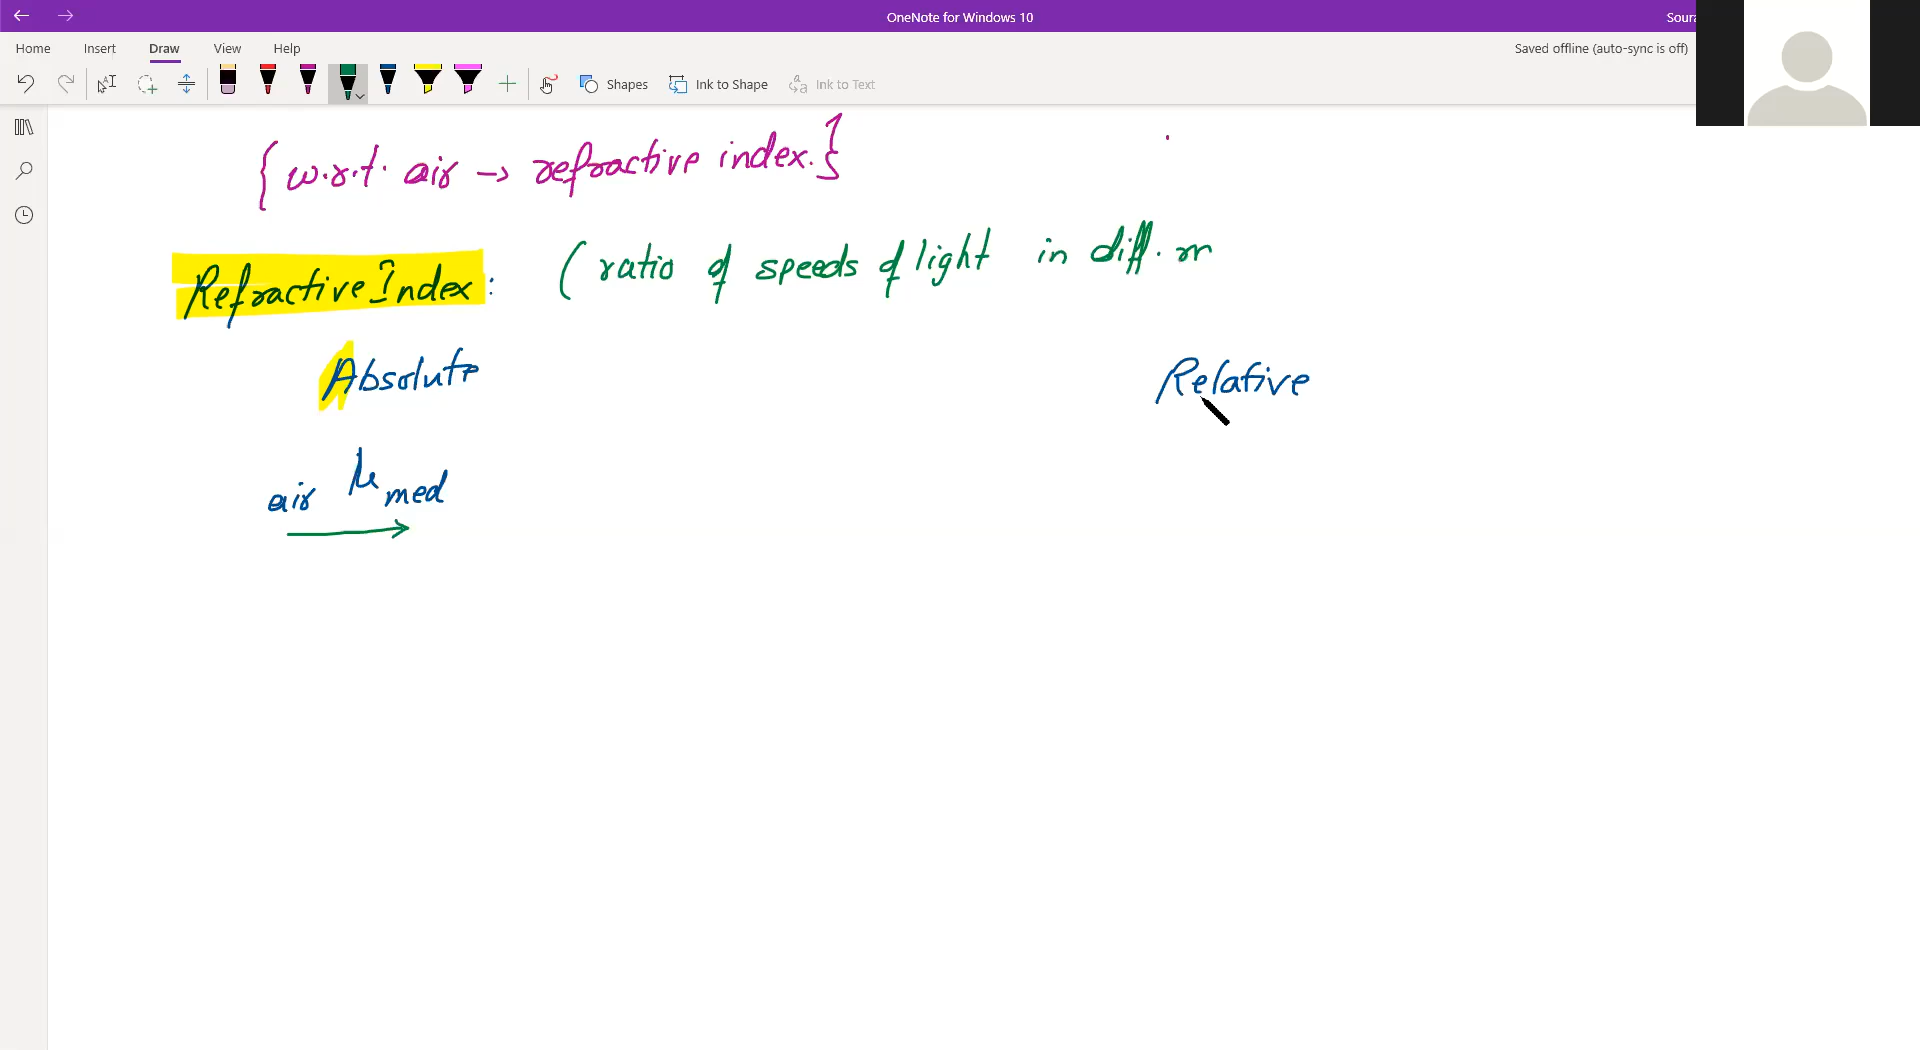 OneNote for Windows 10
Soura
Home Insert Draw View Help
Saved offline (auto-sync is off)
Shapes Ink to Shape Ink to Text
{ w.r.t. air → refractive index. }
Refractive Index : ( ratio of speeds of light in diff. m
Absolute Relative
air μ med